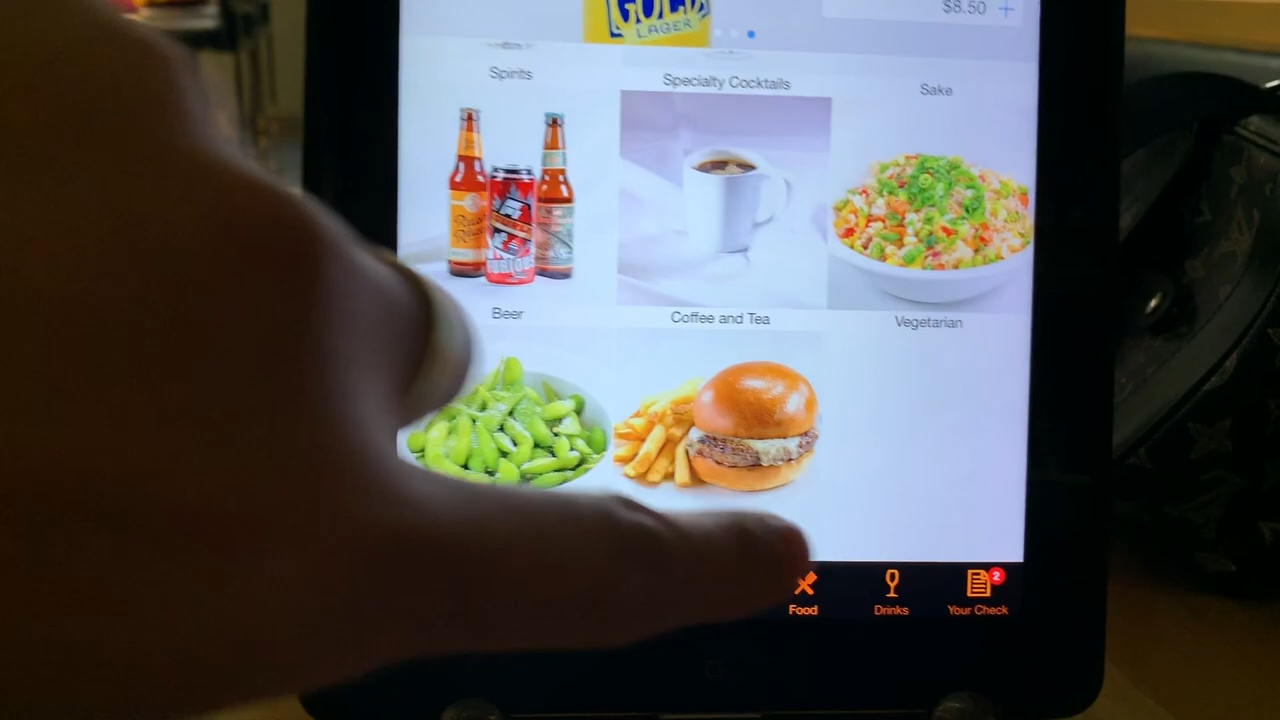 GOLD
LAGER
$8.50 +
Spirits
Specialty Cocktails
Sake
Beer
Coffee and Tea
Vegetarian
Food
Drinks
2
Your Check